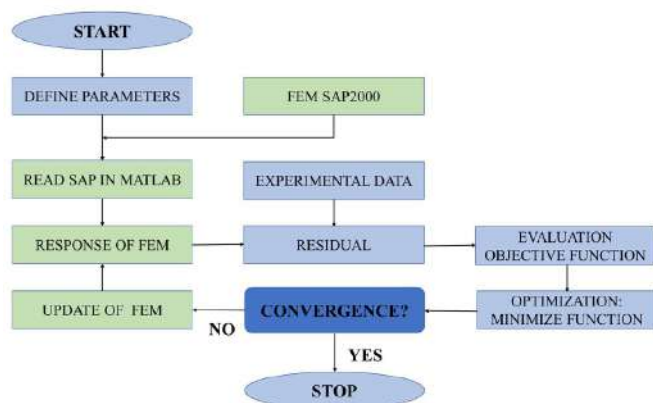 START
DEFINE PARAMETERS
FEM SAP2000
READ SAP IN MATLAB
EXPERIMENTAL DATA
RESPONSE OF FEM
RESIDUAL
EVALUATION
OBJECTIVE FUNCTION
UPDATE OF FEM
NO
CONVERGENCE?
OPTIMIZATION:
MINIMIZE FUNCTION
YES
STOP